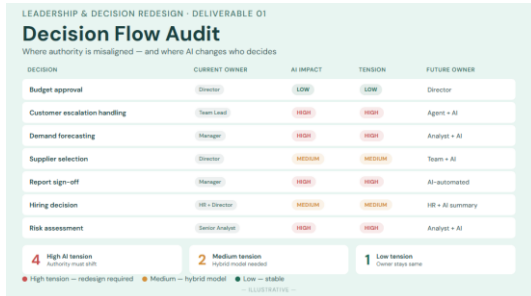 LEADERSHIP & DECISION REDESIGN · DELIVERABLE 01
Decision Flow Audit
Where authority is misaligned — and where AI changes who decides
DECISION CURRENT OWNER AI IMPACT TENSION FUTURE OWNER
Budget approval Director LOW LOW Director
Customer escalation handling Team Lead HIGH HIGH Agent + AI
Demand forecasting Manager HIGH HIGH Analyst + AI
Supplier selection Director MEDIUM MEDIUM Team + AI
Report sign-off Manager HIGH HIGH AI-automated
Hiring decision HR + Director MEDIUM MEDIUM HR + AI summary
Risk assessment Senior Analyst HIGH HIGH Analyst + AI
4 High AI tension
Authority must shift
2 Medium tension
Hybrid model needed
1 Low tension
Owner stays same
High tension — redesign required Medium — hybrid model Low — stable
— ILLUSTRATIVE —